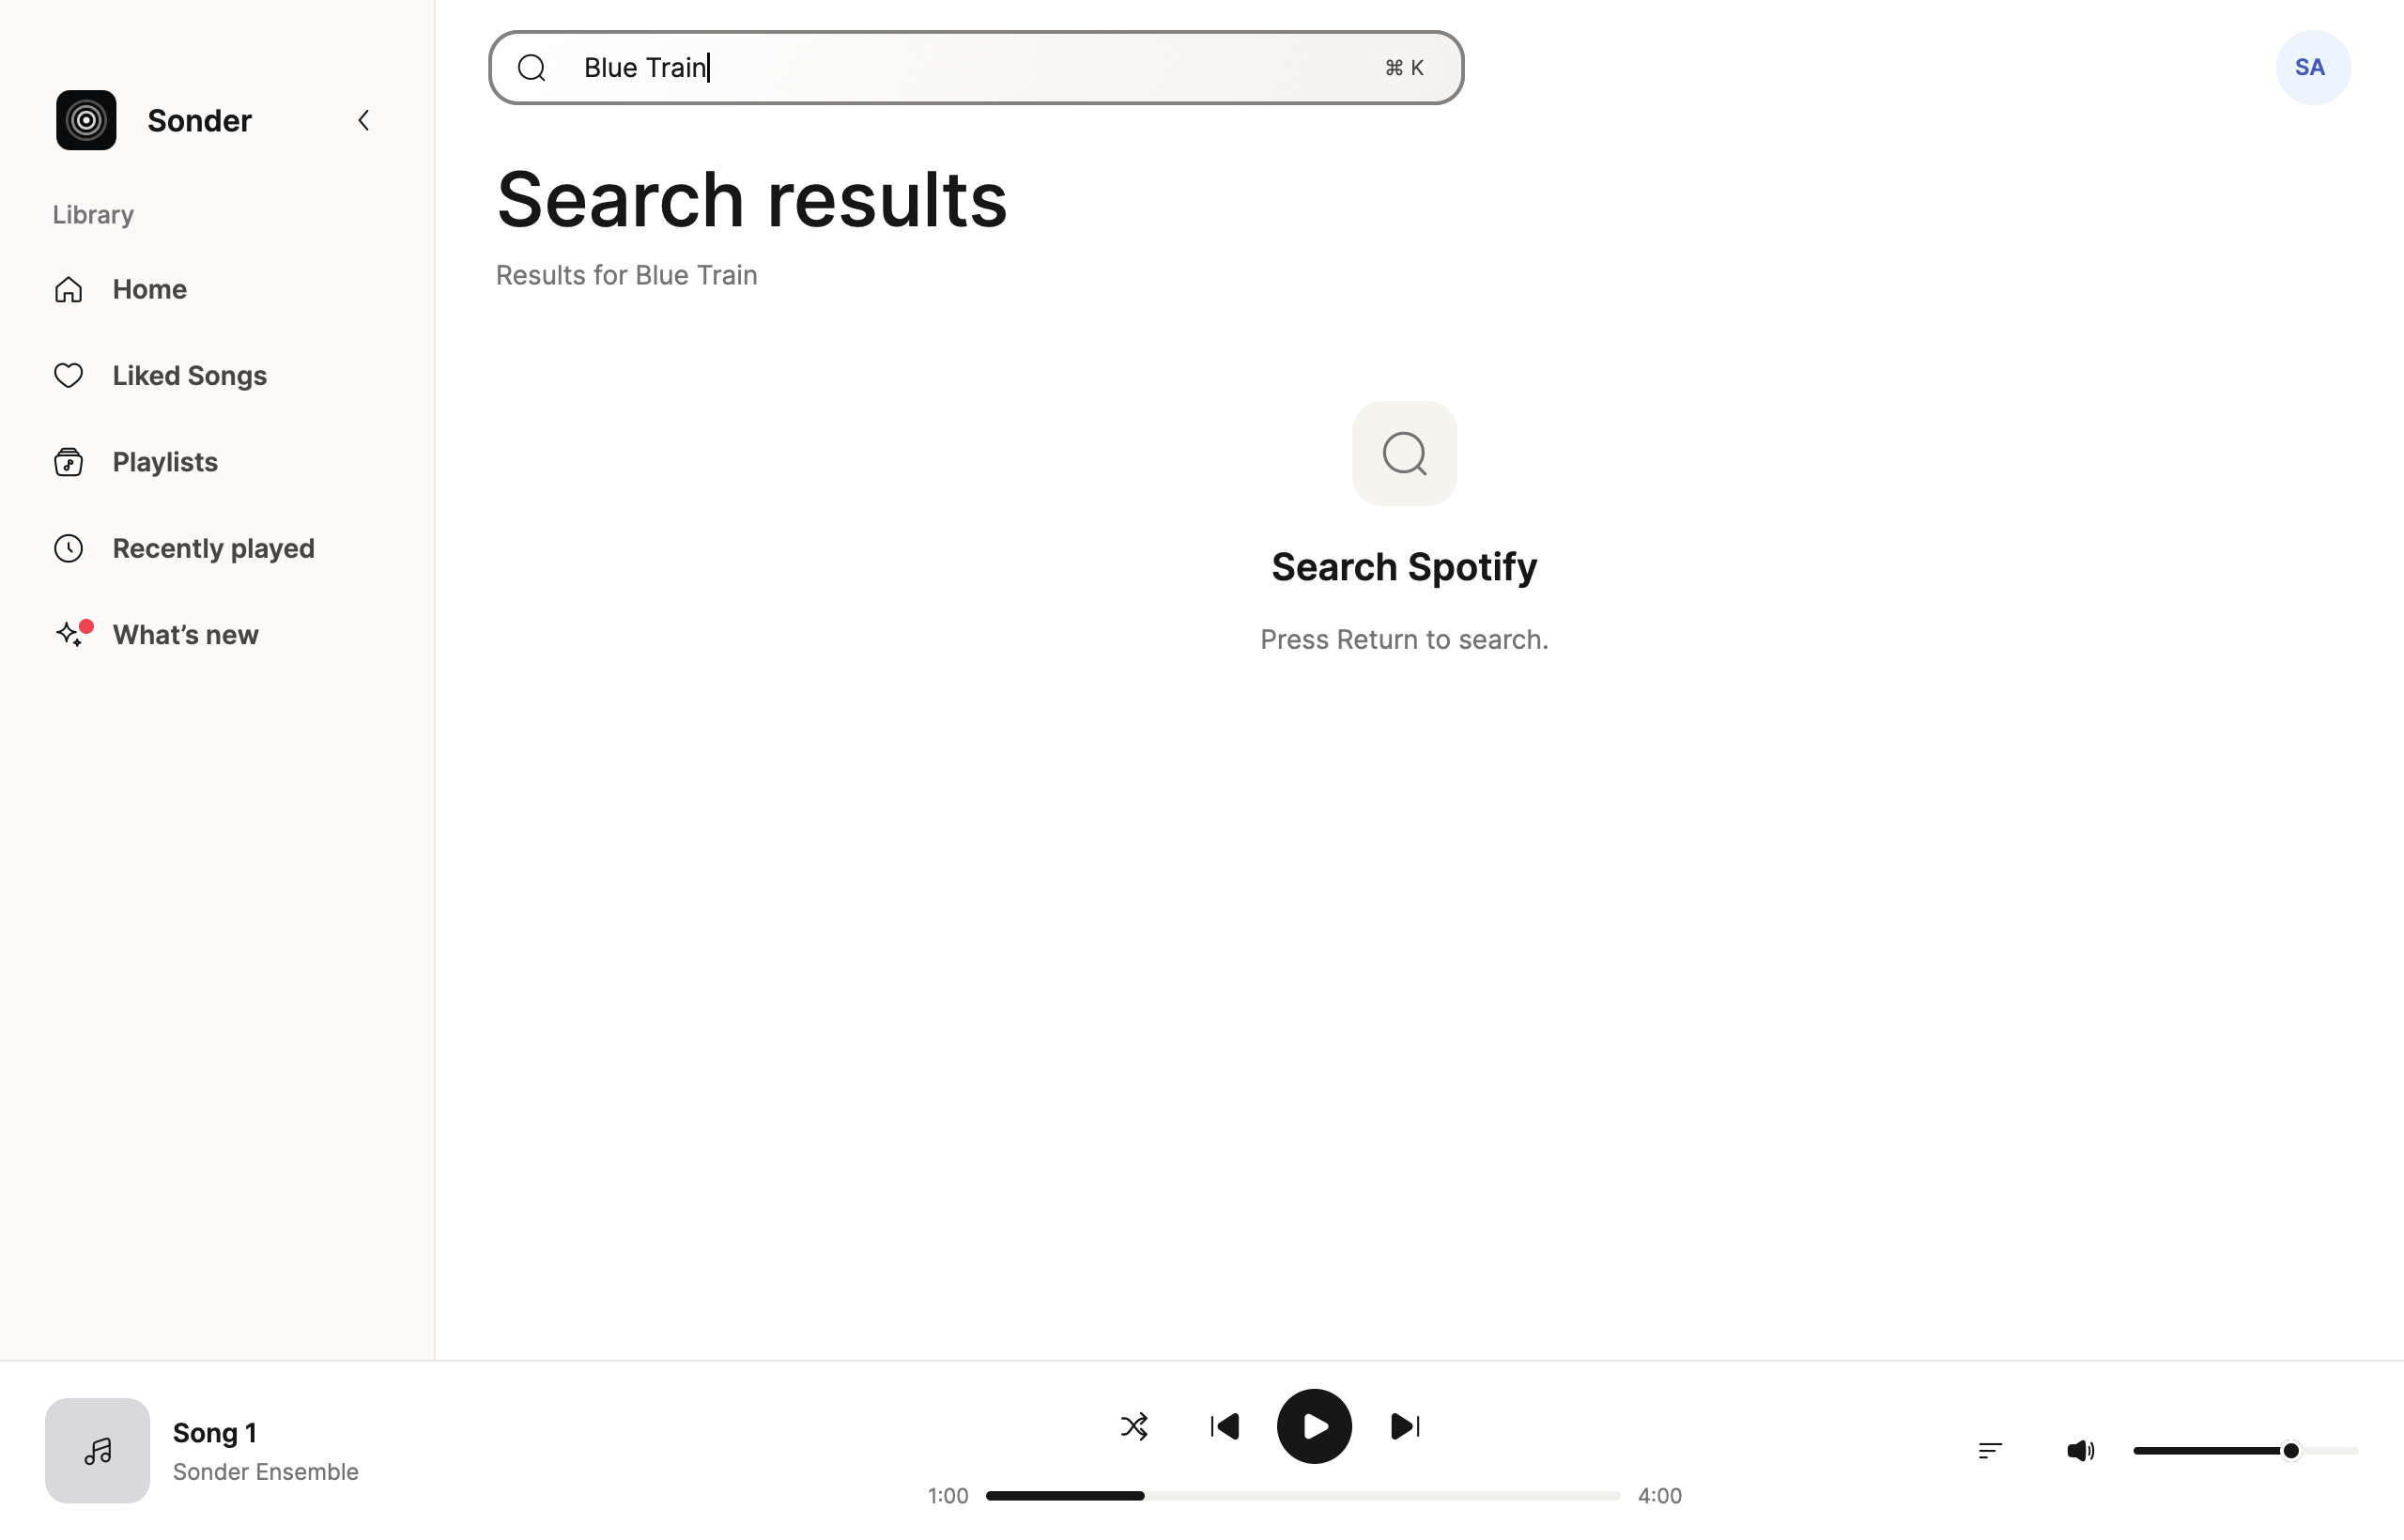 Blue Train
⌘ K
SA
Sonder
Library
Home
Liked Songs
Playlists
Recently played
What’s new
Search results
Results for Blue Train
Search Spotify
Press Return to search.
Song 1
Sonder Ensemble
1:00
4:00